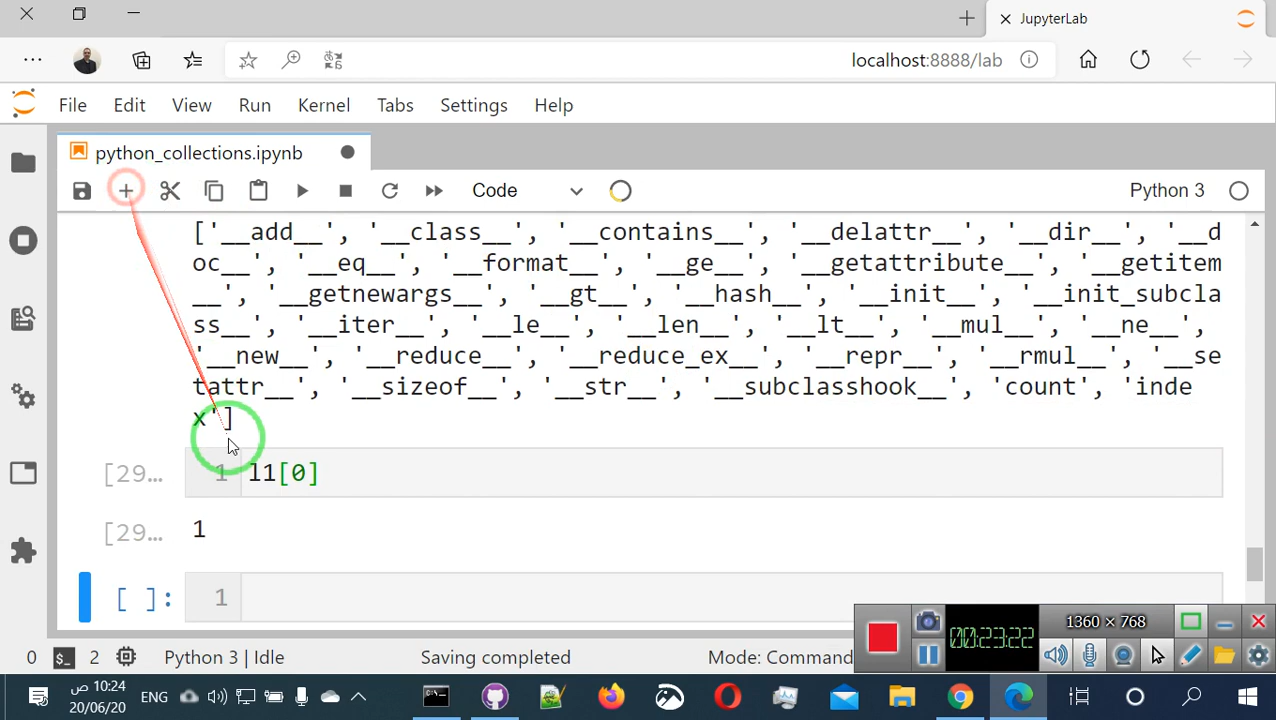 JupyterLab
localhost:8888/lab
File Edit View Run Kernel Tabs Settings Help
python_collections.ipynb
Code Python 3
['__add__', '__class__', '__contains__', '__delattr__', '__dir__', '__d
oc__', '__eq__', '__format__', '__ge__', '__getattribute__', '__getitem
__', '__getnewargs__', '__gt__', '__hash__', '__init__', '__init_subcla
ss__', '__iter__', '__le__', '__len__', '__lt__', '__mul__', '__ne__',
'__new__', '__reduce__', '__reduce_ex__', '__repr__', '__rmul__', '__se
tattr__', '__sizeof__', '__str__', '__subclasshook__', 'count', 'inde
x']
[29… 1 l1[0]
[29… 1
[ ]: 1
1360 × 768
00:23:22
0 2 Python 3 | Idle Saving completed Mode: Command
10:24 ص ENG
20/06/20